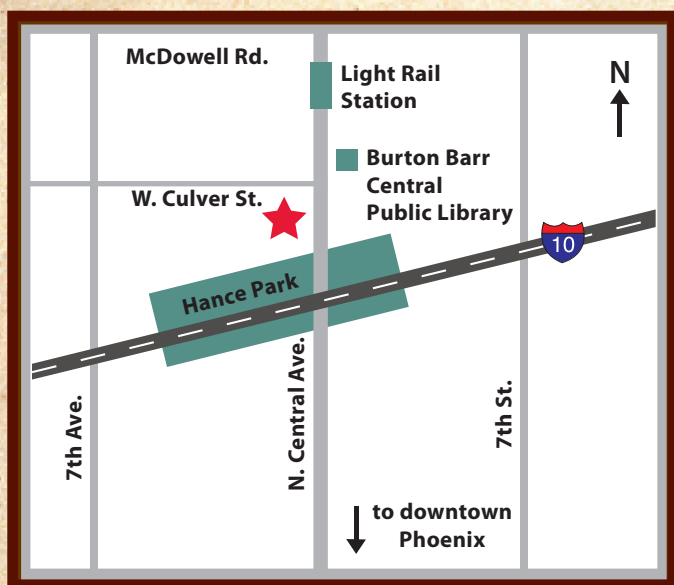 McDowell Rd.
Light Rail
Station
N
Burton Barr
Central
Public Library
W. Culver St.
10
Hance Park
7th Ave.
N. Central Ave.
7th St.
to downtown
Phoenix